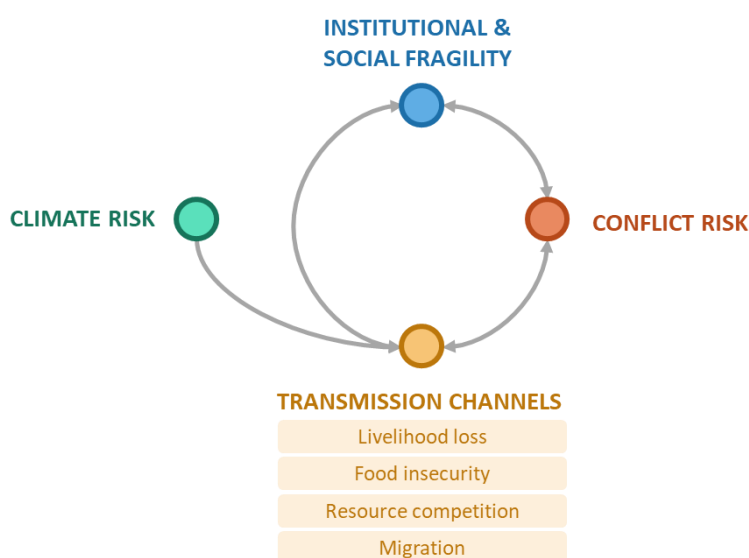 INSTITUTIONAL &
SOCIAL FRAGILITY
CLIMATE RISK
CONFLICT RISK
TRANSMISSION CHANNELS
Livelihood loss
Food insecurity
Resource competition
Migration